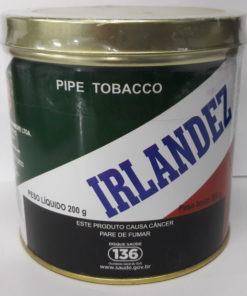 PIPE TOBACCO
LTDA.
IRLANDEZ
PESO LÍQUIDO 200 g
ESTE PRODUTO CAUSA CÂNCER
PARE DE FUMAR
DISQUE SAÚDE
136
www.saude.gov.br